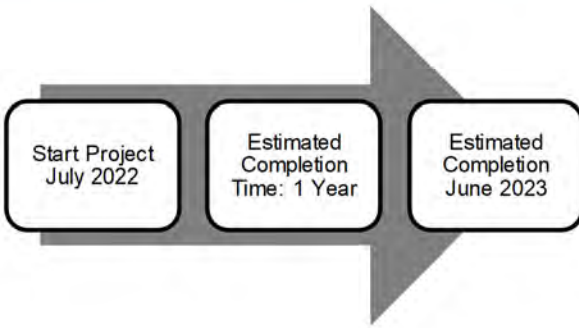 Start Project
July 2022
Estimated
Completion
Time: 1 Year
Estimated
Completion
June 2023